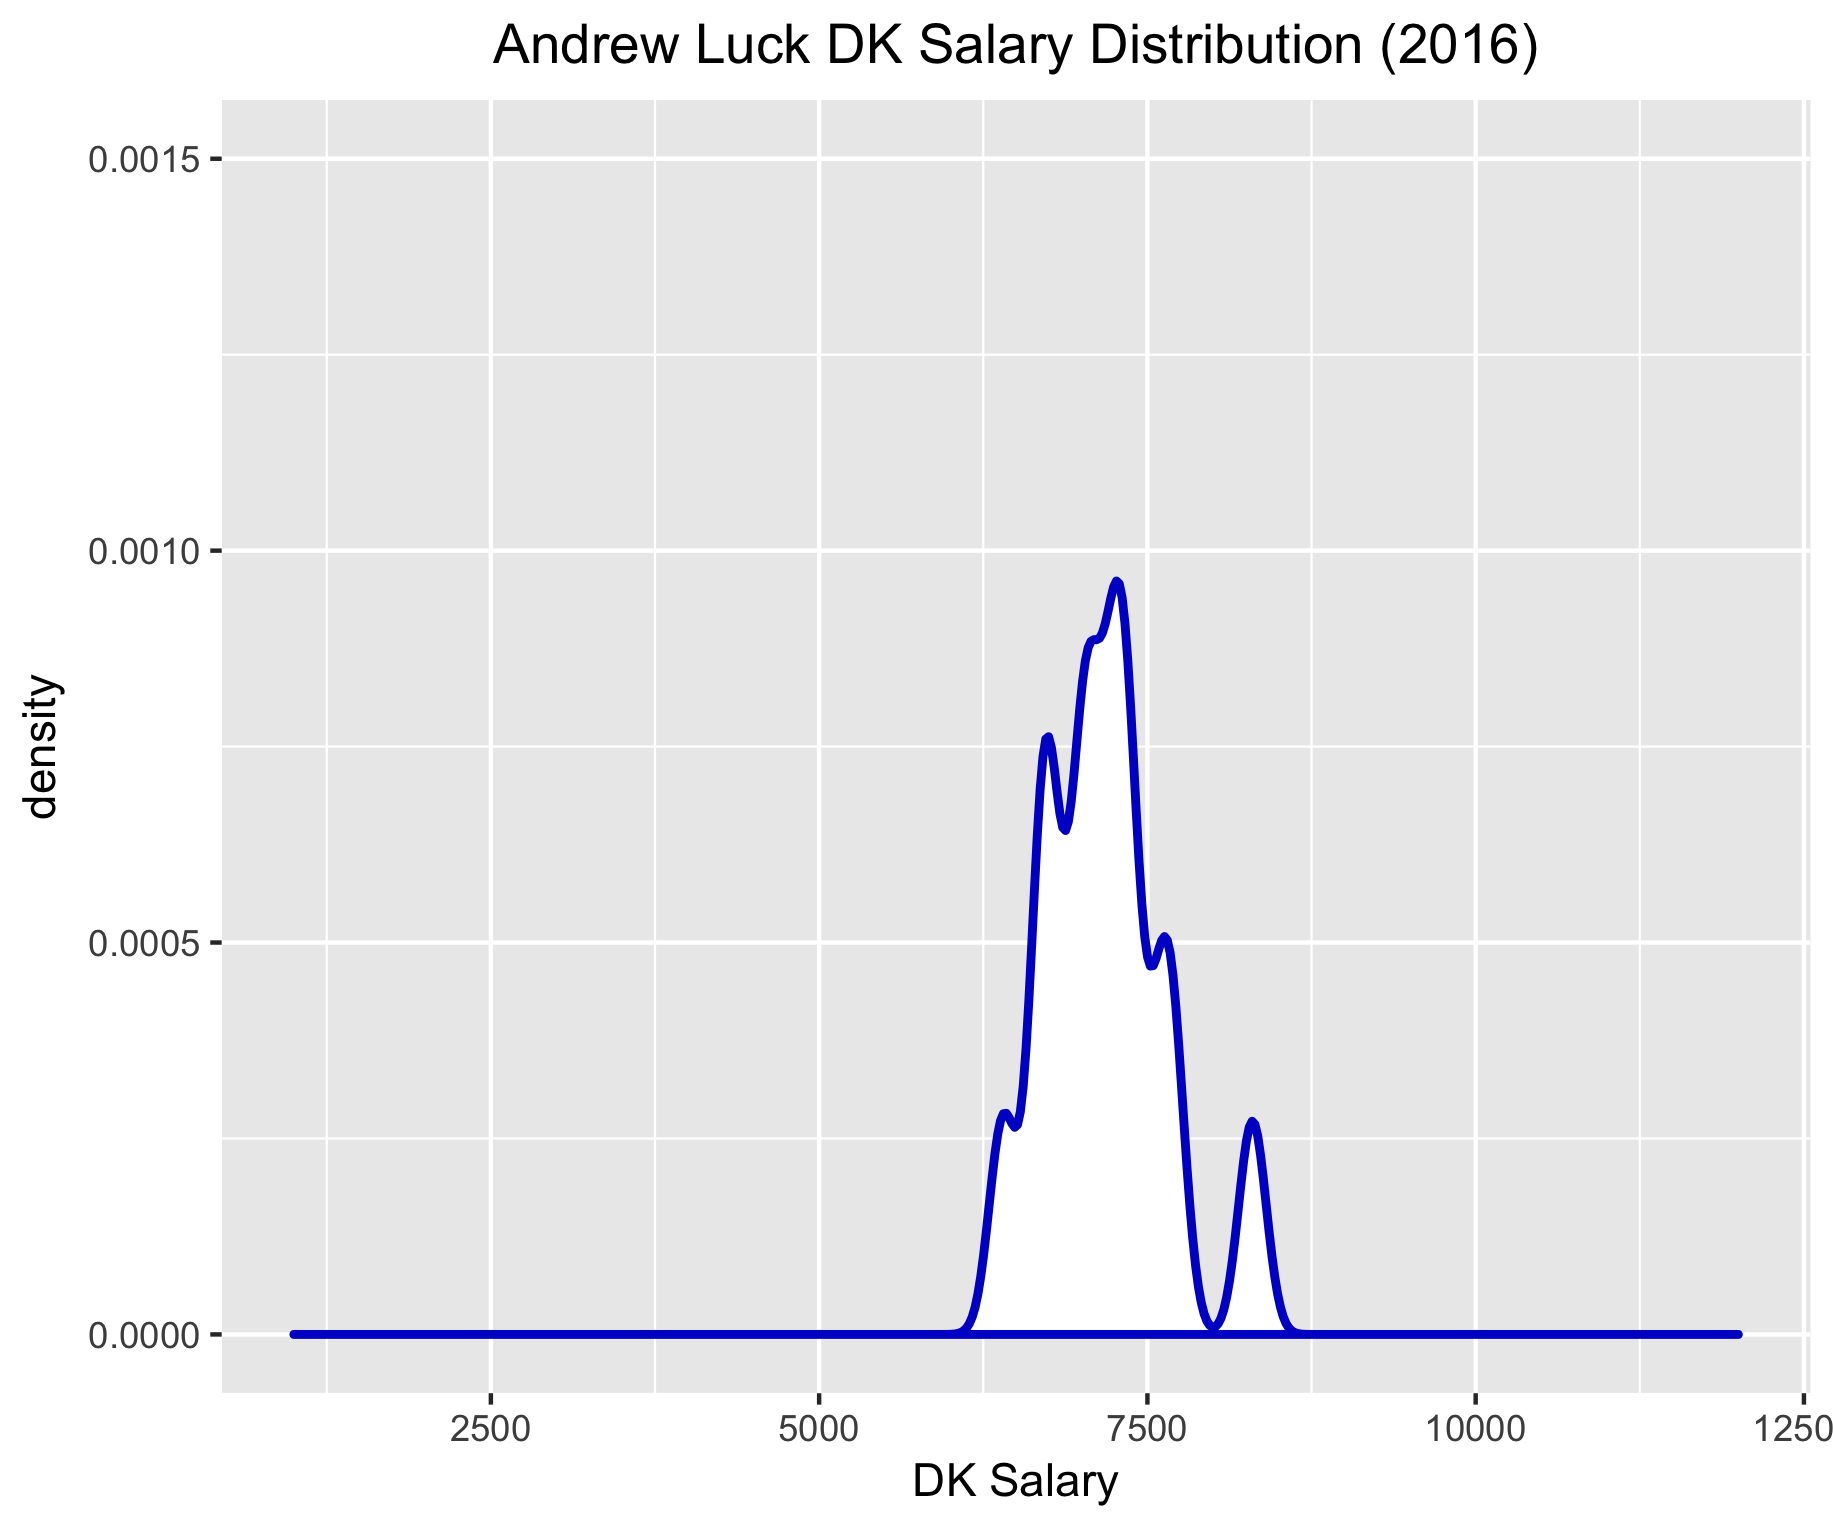 Andrew Luck DK Salary Distribution (2016)
0.0015
0.0010
0.0005
0.0000
density
2500 5000 7500 10000 1250
DK Salary